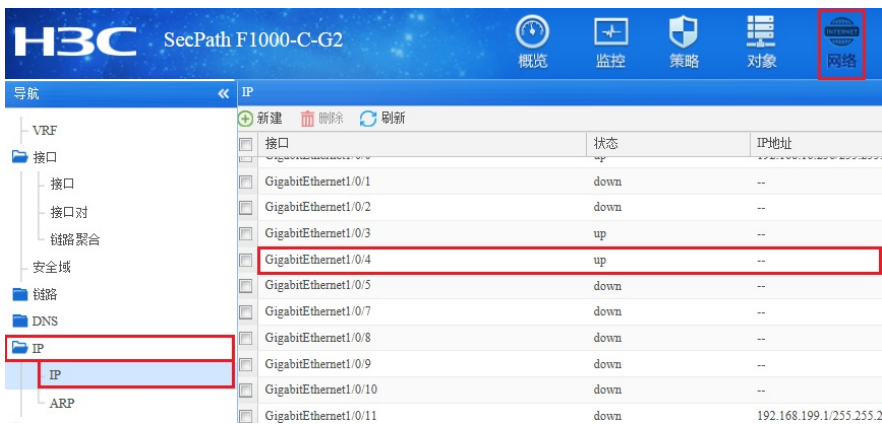 H3C SecPath F1000-C-G2
概览 监控 策略 对象 INTERNET 网络
导航 « IP
新建 删除 刷新
接口 状态 IP地址
VRF
接口
接口
接口对
链路聚合
安全域
链路
DNS
IP
IP
ARP
up
GigabitEthernet1/0/1 down --
GigabitEthernet1/0/2 down --
GigabitEthernet1/0/3 up --
GigabitEthernet1/0/4 up --
GigabitEthernet1/0/5 down --
GigabitEthernet1/0/7 down --
GigabitEthernet1/0/8 down --
GigabitEthernet1/0/9 down --
GigabitEthernet1/0/10 down --
GigabitEthernet1/0/11 down 192.168.199.1/255.255.2